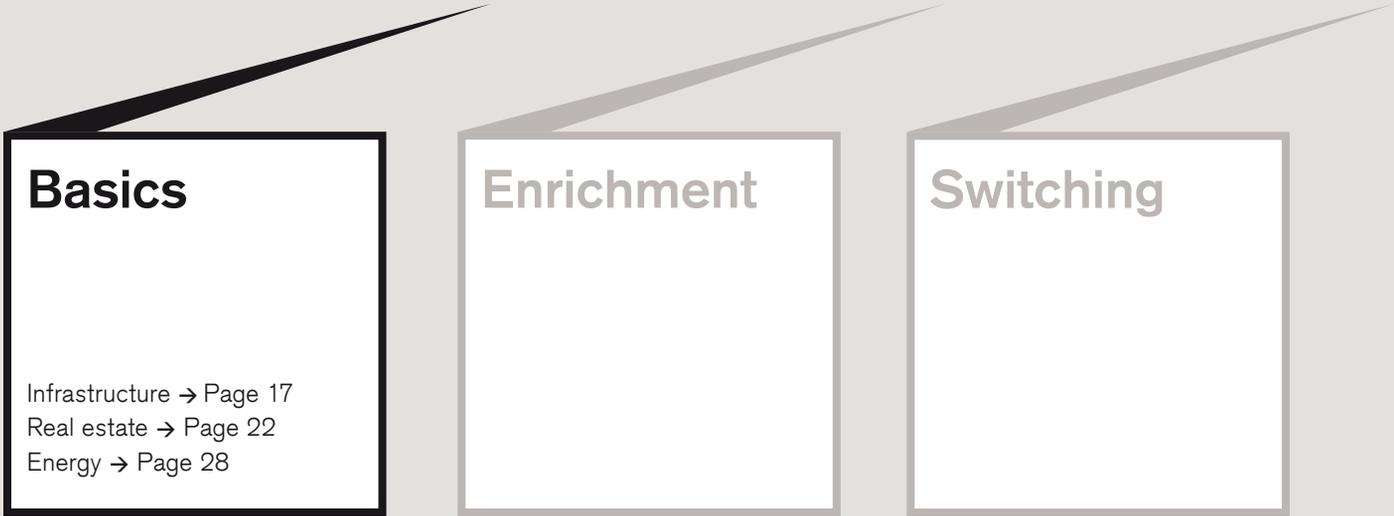 Basics
Infrastructure → Page 17
Real estate → Page 22
Energy → Page 28
Enrichment
Switching